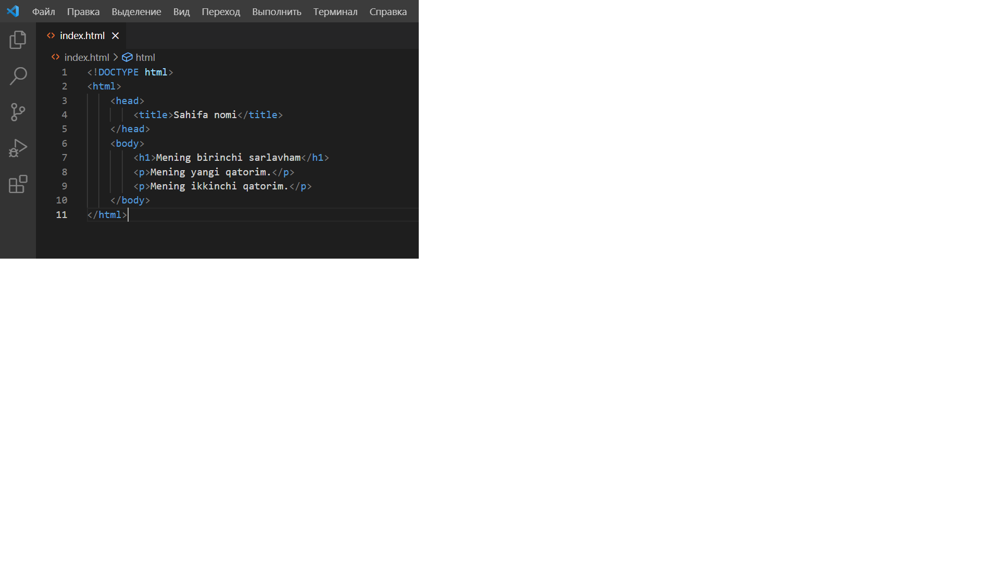 Файл Правка Выделение Вид Переход Выполнить Терминал Справка
index.html
index.html > html
1 <!DOCTYPE html>
2 <html>
3 <head>
4 <title>Sahifa nomi</title>
5 </head>
6 <body>
7 <h1>Mening birinchi sarlavham</h1>
8 <p>Mening yangi qatorim.</p>
9 <p>Mening ikkinchi qatorim.</p>
10 </body>
11 </html>